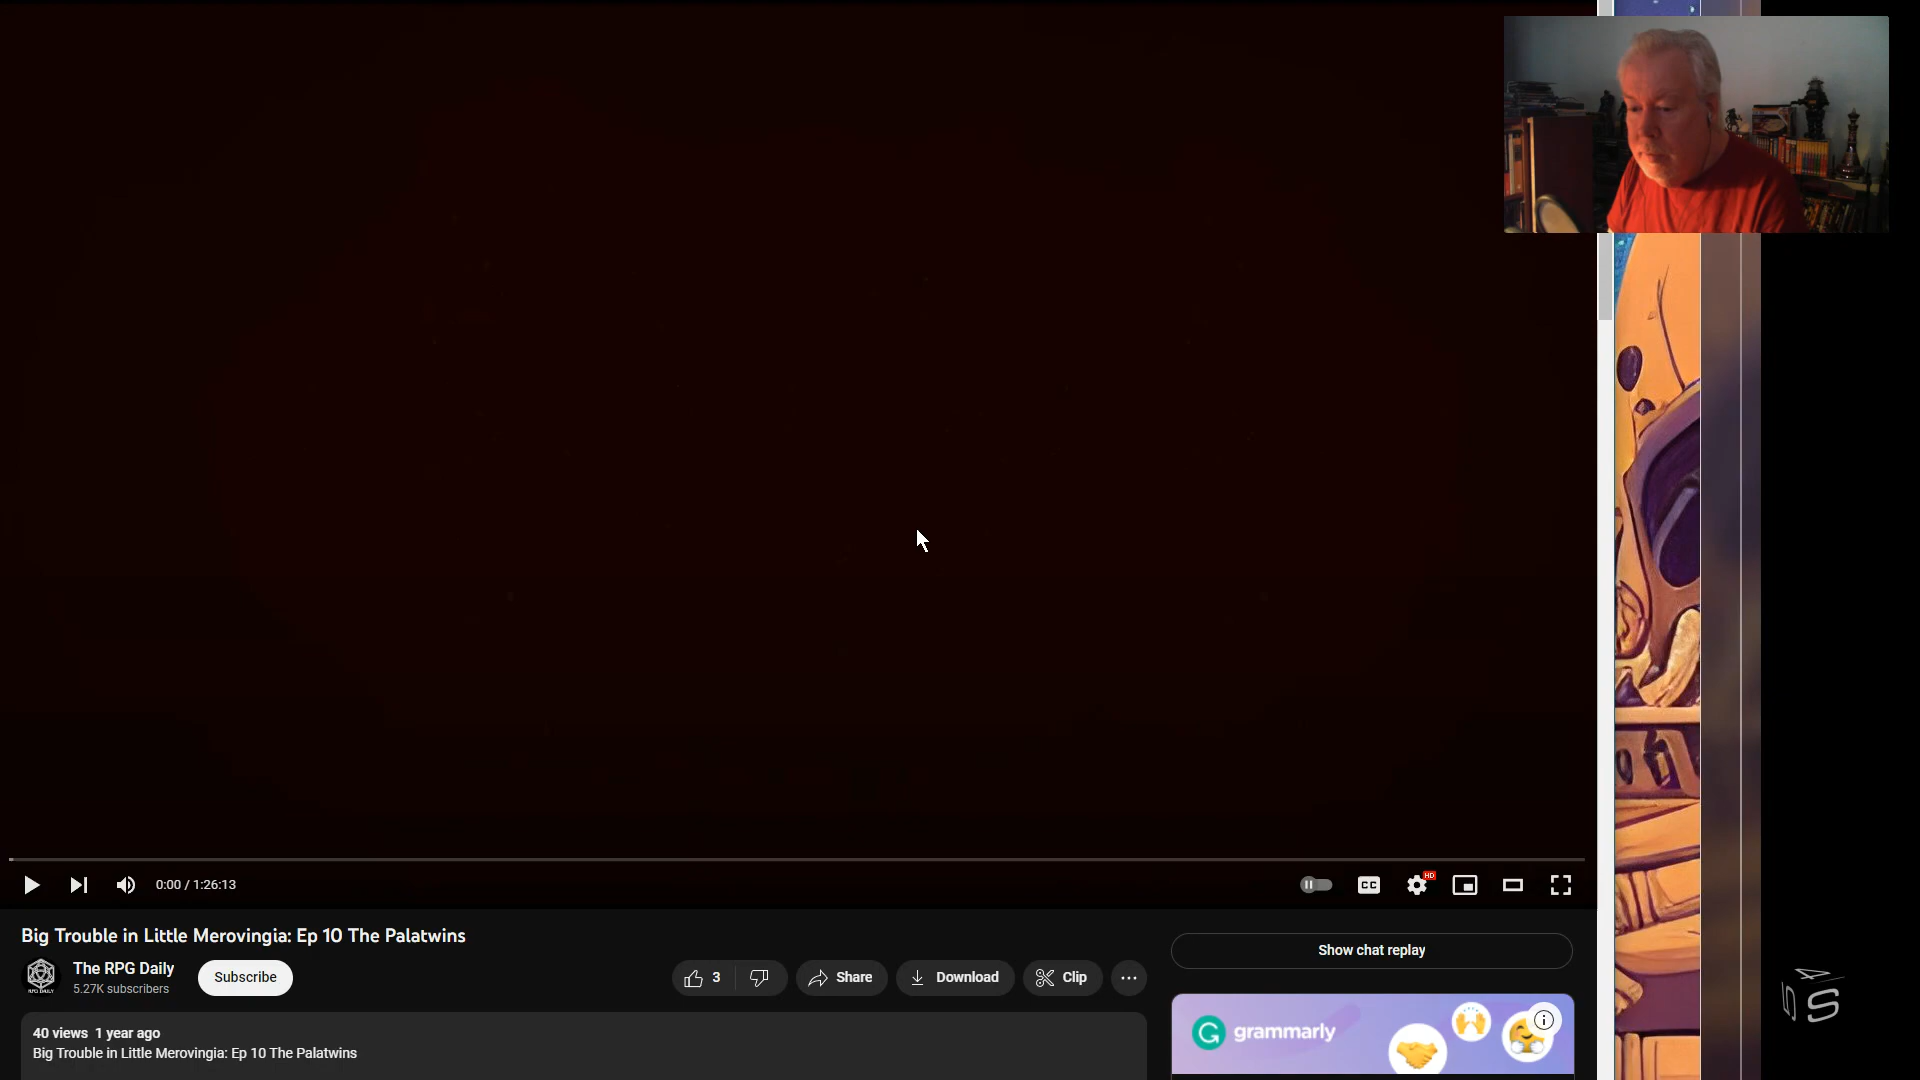 0:00 / 1:26:13
CC
HD
Big Trouble in Little Merovingia: Ep 10 The Palatwins
The RPG Daily
5.27K subscribers
Subscribe
3
Share
Download
Clip
Show chat replay
40 views 1 year ago
Big Trouble in Little Merovingia: Ep 10 The Palatwins
grammarly